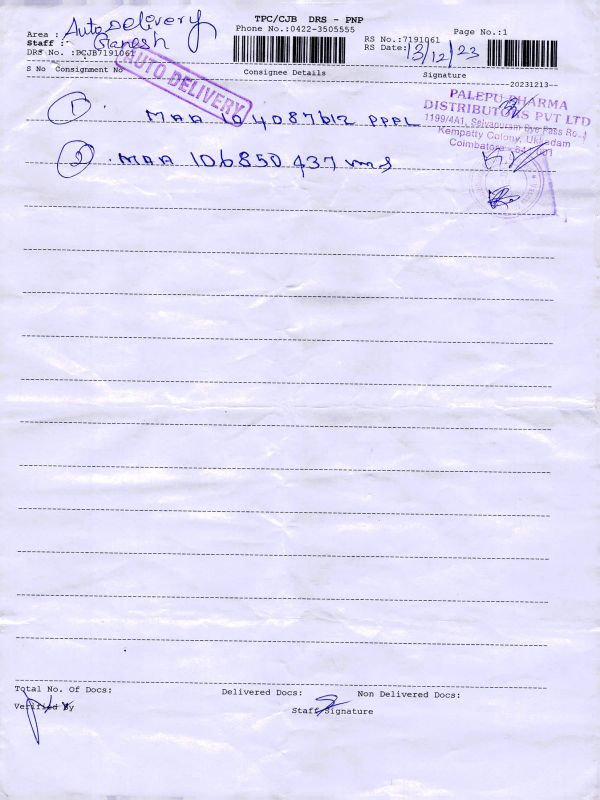 TPC/CJB DRS - PNP
Phone No.:0422-3505555
RS No.:7191061 Page No.:1
RS Date: 13/12/23
Area : Auto Delivery
Staff : Ganesh
DRS No. :BCJB7191061
AUTO DELIVERY
S No Consignment No Consignee Details Signature
20231213
PALEPU PHARMA
DISTRIBUTORS PVT LTD
1199/4A1, Selvapuram Bye Pass Road
Kempatty Colony, Ukkadam
Coimbatore
1. MAA 104087612 PPPL
2. MAA 106850437
Total No. Of Docs: Delivered Docs: Non Delivered Docs:
Verified By
Staff Signature